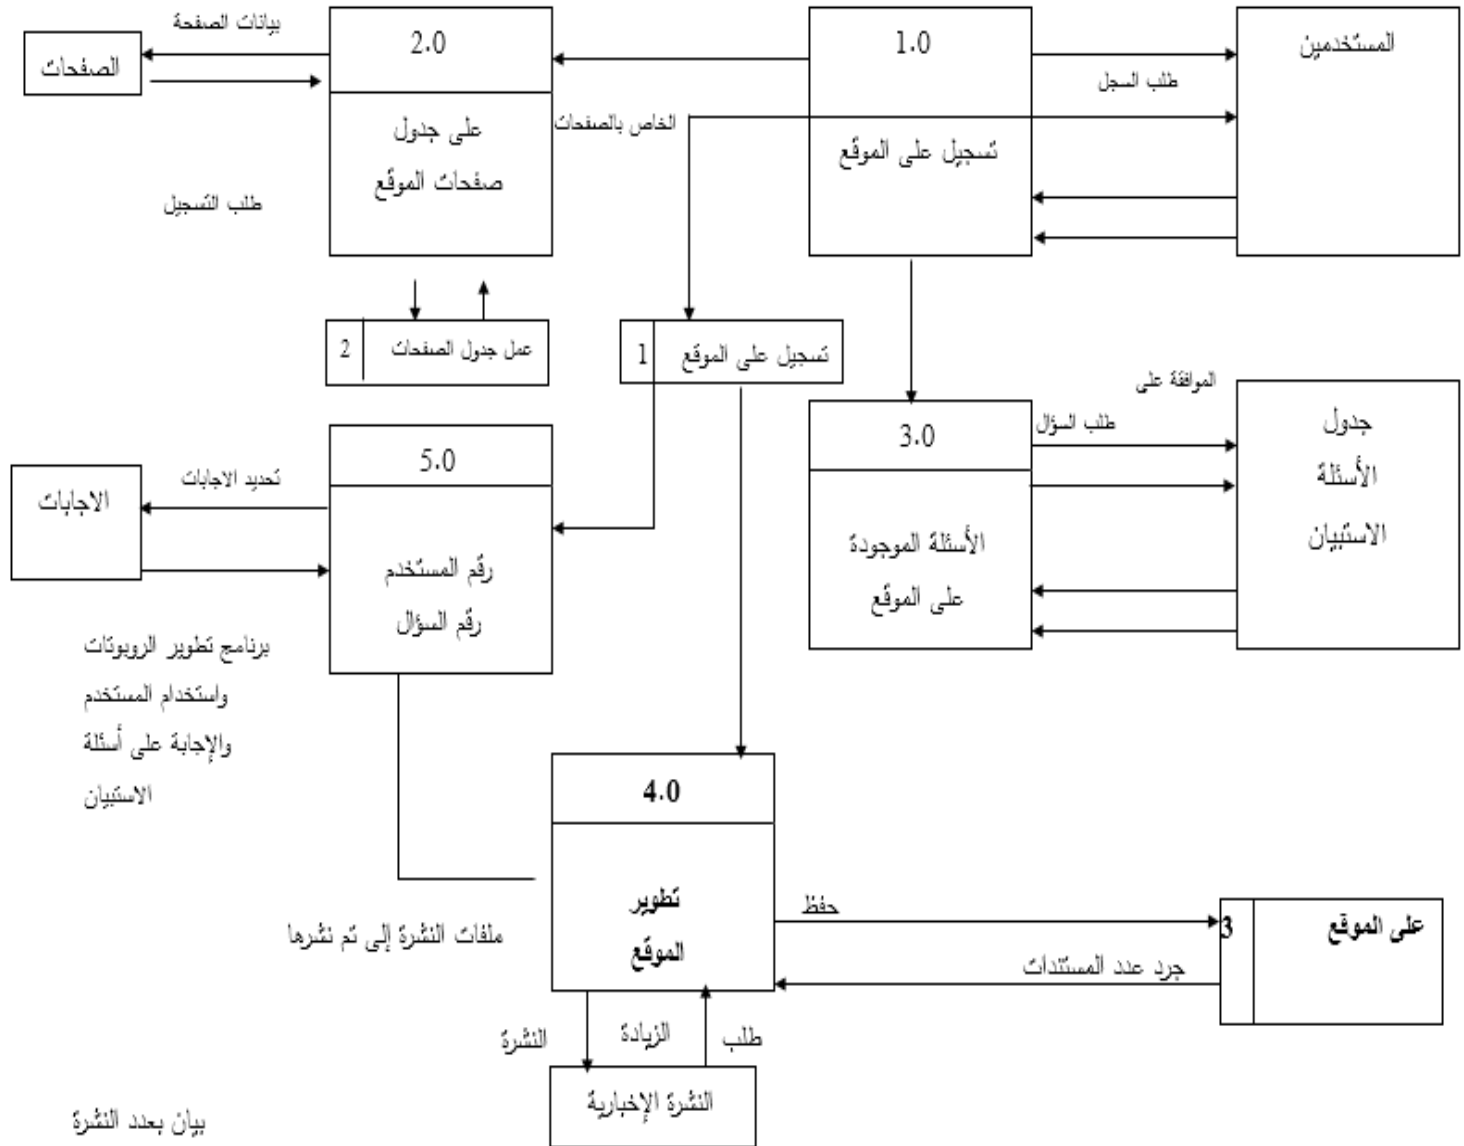 المستخدمين
1.0
تسجيل على الموقع
طلب السجل
2.0
على جدول
صفحات الموقع
الخاص بالصفحات
بيانات الصفحة
الصفحات
طلب التسجيل
1
تسجيل على الموقع
2
عمل جدول الصفحات
الموافقة على
طلب السؤال
جدول
الأسئلة
الاستبيان
3.0
الأسئلة الموجودة
على الموقع
5.0
رقم المستخدم
رقم السؤال
تحديد الاجابات
الاجابات
برنامج تطوير الروبوتات
واستخدام المستخدم
والإجابة على أسئلة
الاستبيان
4.0
تطوير
الموقع
حفظ
جرد عدد المستندات
3
على الموقع
ملفات النشرة إلى تم نشرها
طلب
الزيادة
النشرة
النشرة الإخبارية
بيان بعدد النشرة